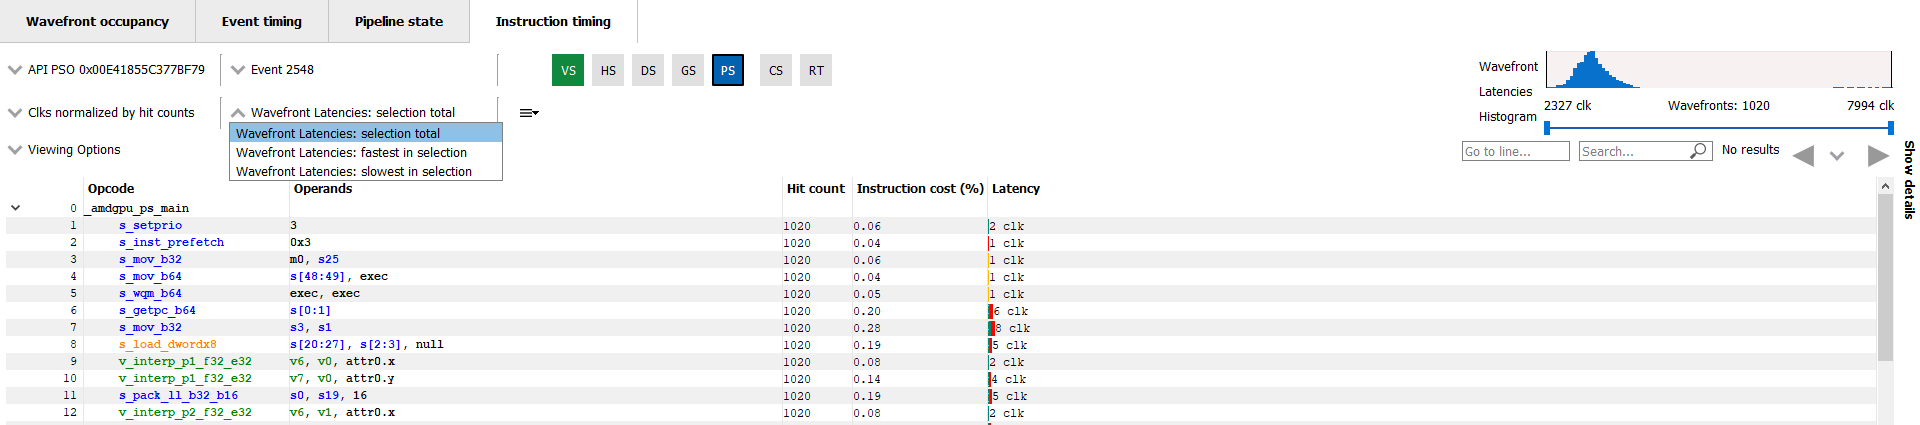 Wavefront occupancy Event timing Pipeline state Instruction timing
API PSO 0x00E41855C377BF79 Event 2548 VS HS DS GS PS CS RT
Wavefront
Latencies
Histogram
2327 clk Wavefronts: 1020 7994 clk
Clks normalized by hit counts Wavefront Latencies: selection total
Wavefront Latencies: selection total
Wavefront Latencies: fastest in selection
Wavefront Latencies: slowest in selection
Viewing Options
Go to line... Search... No results
Show details
Opcode Operands Hit count Instruction cost (%) Latency
0 _amdgpu_ps_main
1 s_setprio 3 1020 0.06 2 clk
2 s_inst_prefetch 0x3 1020 0.04 1 clk
3 s_mov_b32 m0, s25 1020 0.06 1 clk
4 s_mov_b64 s[48:49], exec 1020 0.04 1 clk
5 s_wqm_b64 exec, exec 1020 0.05 1 clk
6 s_getpc_b64 s[0:1] 1020 0.20 6 clk
7 s_mov_b32 s3, s1 1020 0.28 8 clk
8 s_load_dwordx8 s[20:27], s[2:3], null 1020 0.19 5 clk
9 v_interp_p1_f32_e32 v6, v0, attr0.x 1020 0.08 2 clk
10 v_interp_p1_f32_e32 v7, v0, attr0.y 1020 0.14 4 clk
11 s_pack_ll_b32_b16 s0, s19, 16 1020 0.19 5 clk
12 v_interp_p2_f32_e32 v6, v1, attr0.x 1020 0.08 2 clk